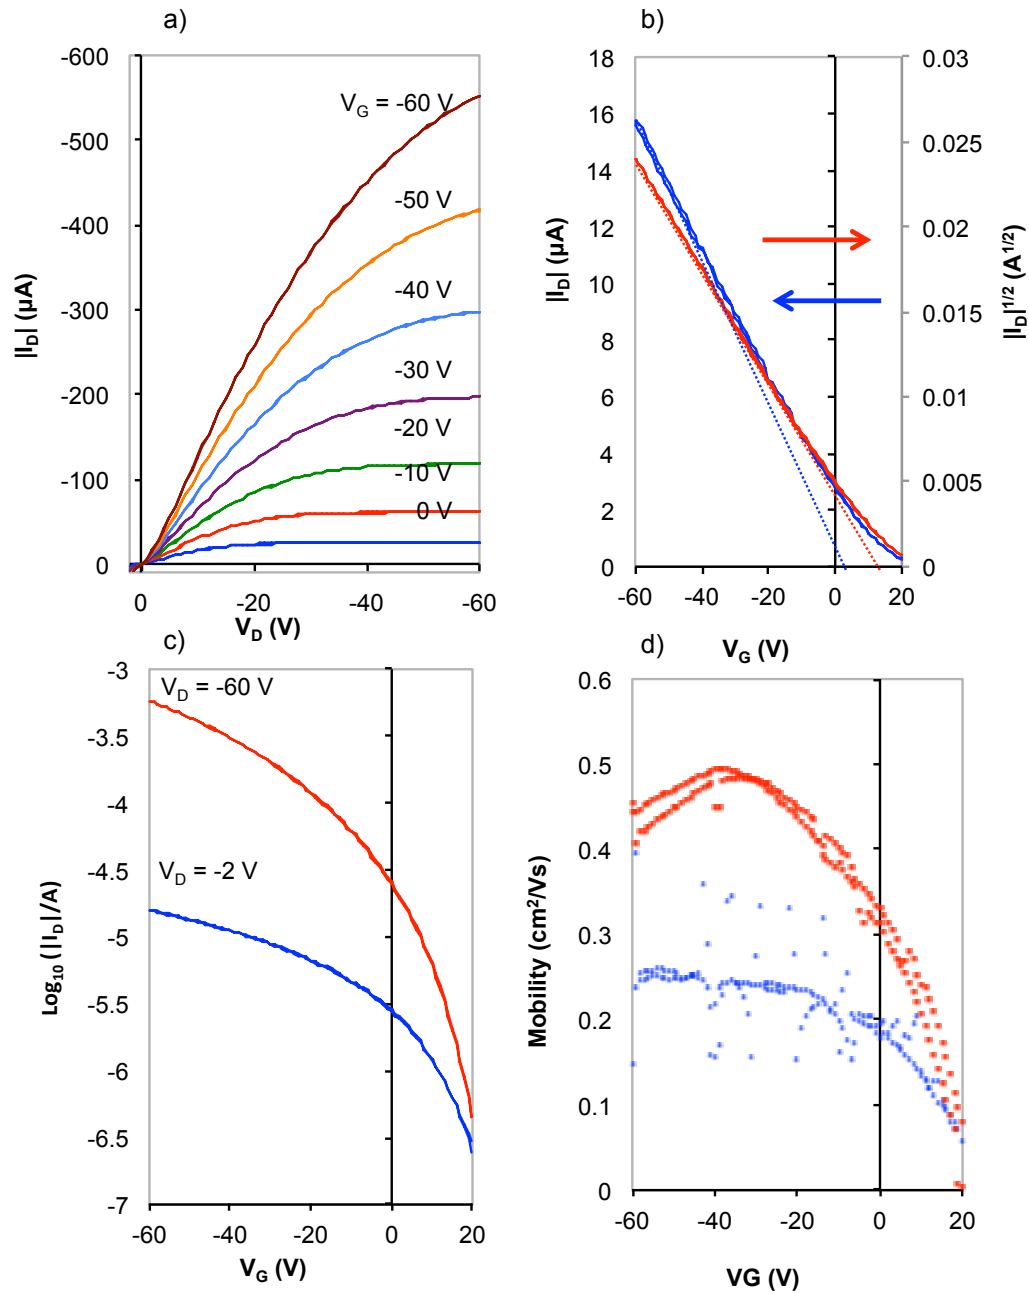 a)
-600
-500
-400
-300
-200
-100
0
|I_D| (µA)
V_G = -60 V
-50 V
-40 V
-30 V
-20 V
-10 V
0 V
0 -20 -40 -60
V_D (V)
b)
18
16
14
12
10
8
6
4
2
0
|I_D| (µA)
0.03
0.025
0.02
0.015
0.01
0.005
0
|I_D|^1/2 (A^1/2)
-60 -40 -20 0 20
V_G (V)
c)
-3
-3.5
-4
-4.5
-5
-5.5
-6
-6.5
-7
Log₁₀ (|I_D|/A)
V_D = -60 V
V_D = -2 V
-60 -40 -20 0 20
V_G (V)
d)
0.6
0.5
0.4
0.3
0.2
0.1
0
Mobility (cm²/Vs)
-60 -40 -20 0 20
VG (V)